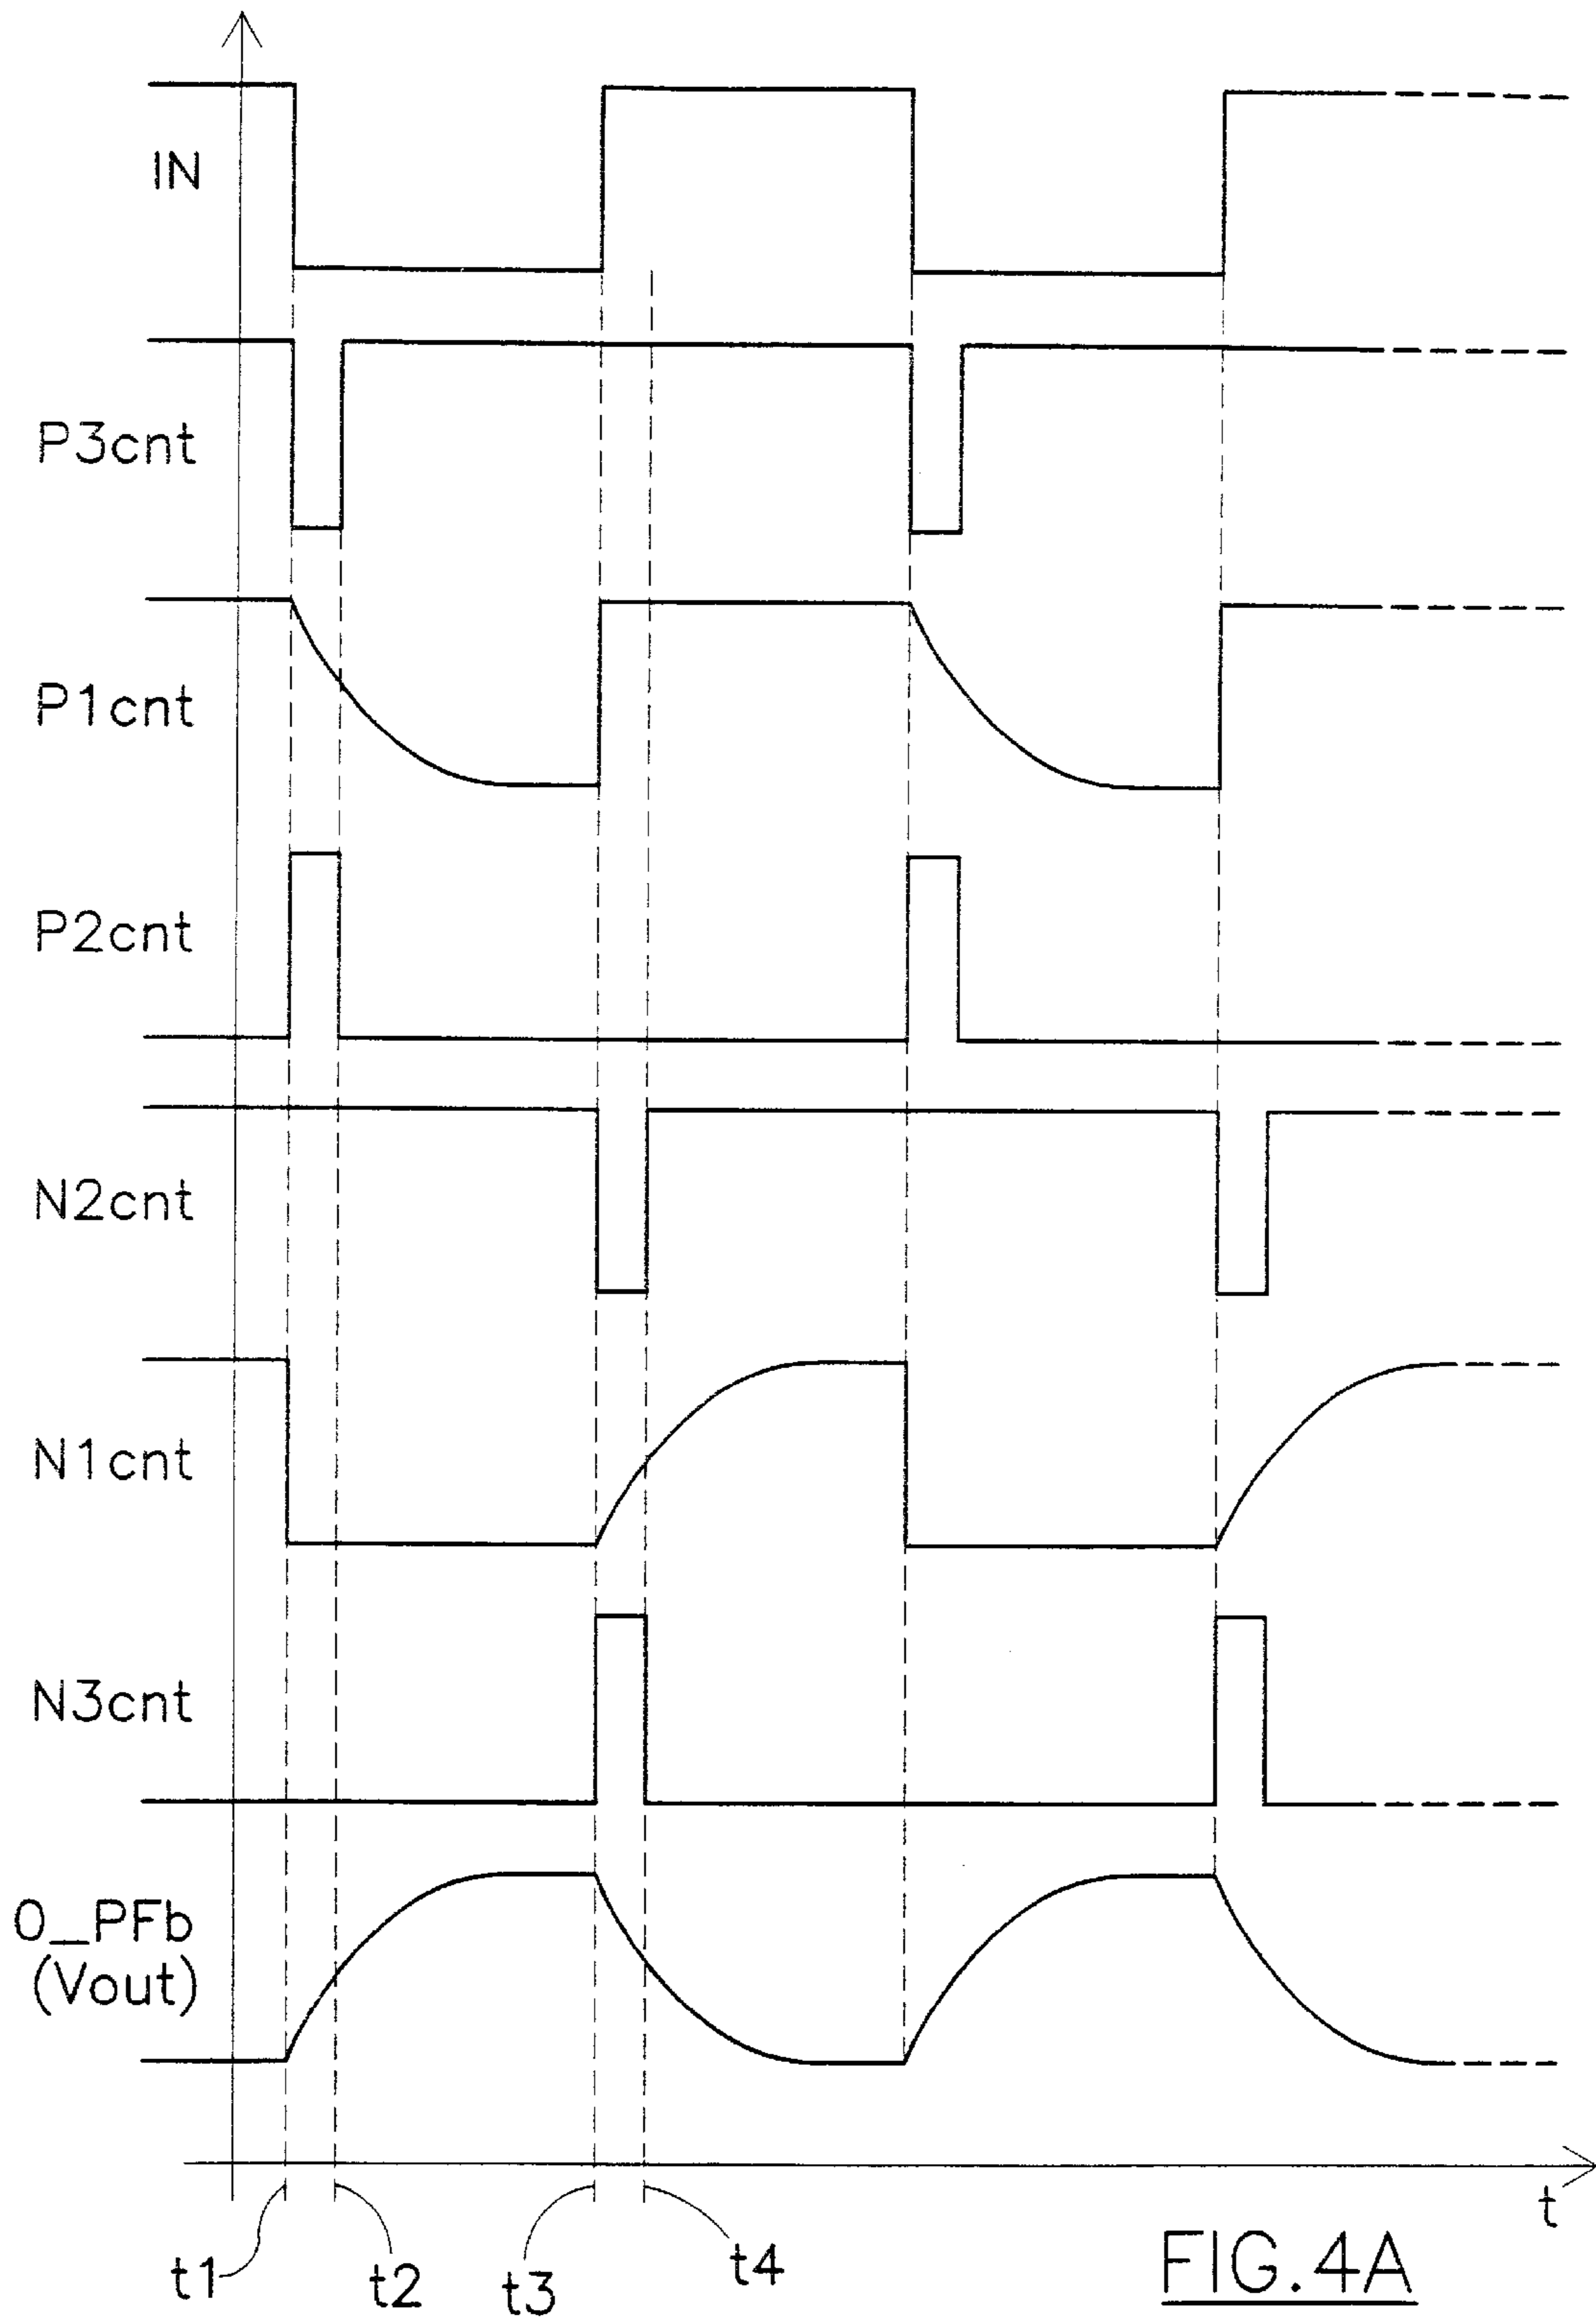 IN
P3cnt
P1cnt
P2cnt
N2cnt
N1cnt
N3cnt
O_PFb
(Vout)
t
t1
t2
t3
t4
FIG.4A